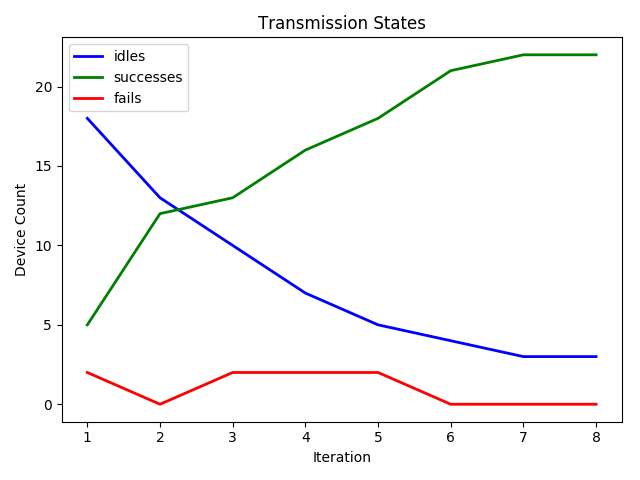 Transmission States
idles
successes
fails
Device Count
20
15
10
5
0
1 2 3 4 5 6 7 8
Iteration